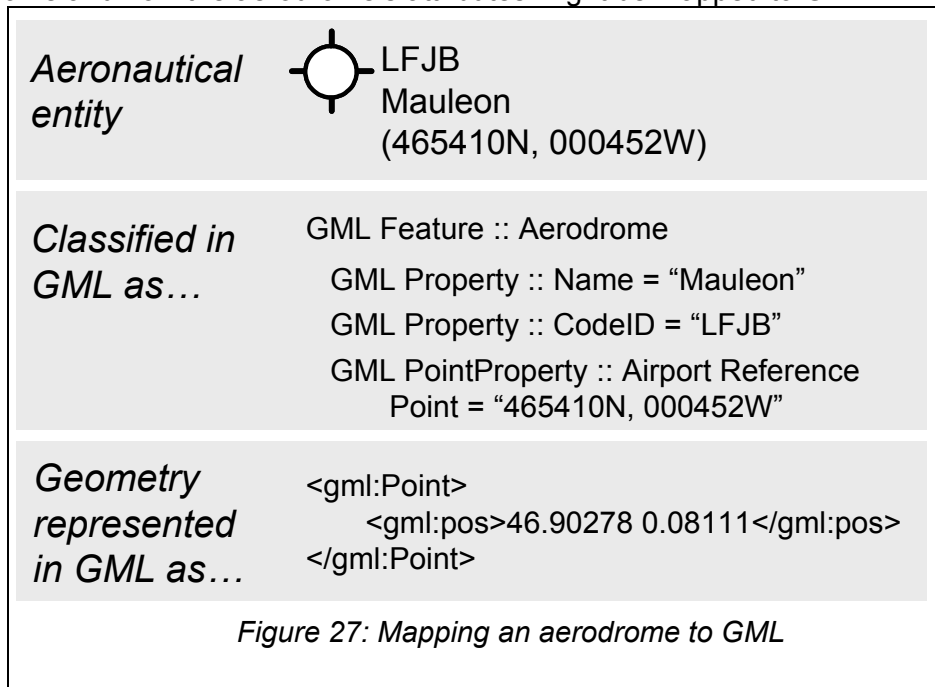 Aeronautical
entity
LFJB
Mauleon
(465410N, 000452W)
Classified in
GML as…
GML Feature :: Aerodrome
GML Property :: Name = “Mauleon”
GML Property :: CodeID = “LFJB”
GML PointProperty :: Airport Reference
Point = “465410N, 000452W”
Geometry
represented
in GML as…
<gml:Point>
<gml:pos>46.90278 0.08111</gml:pos>
</gml:Point>
Figure 27: Mapping an aerodrome to GML